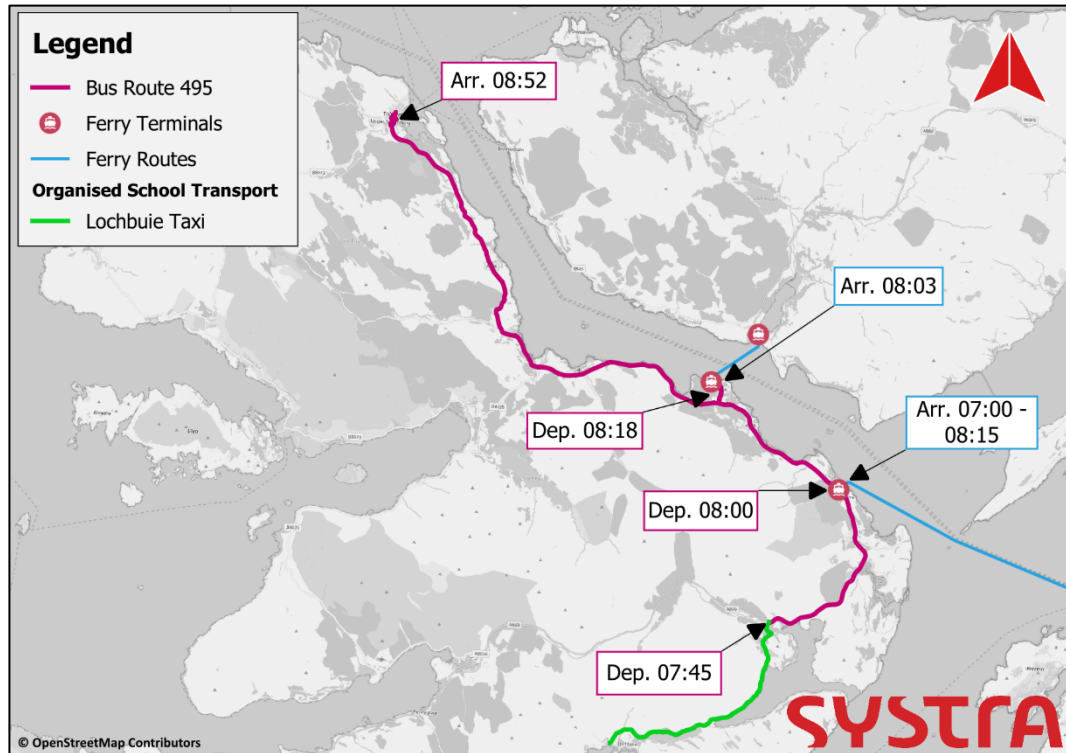 Legend
Bus Route 495
Ferry Terminals
Ferry Routes
Organised School Transport
Lochbuie Taxi
Arr. 08:52
Arr. 08:03
Dep. 08:18
Arr. 07:00 -
08:15
Dep. 08:00
Dep. 07:45
SYSTRA
© OpenStreetMap Contributors